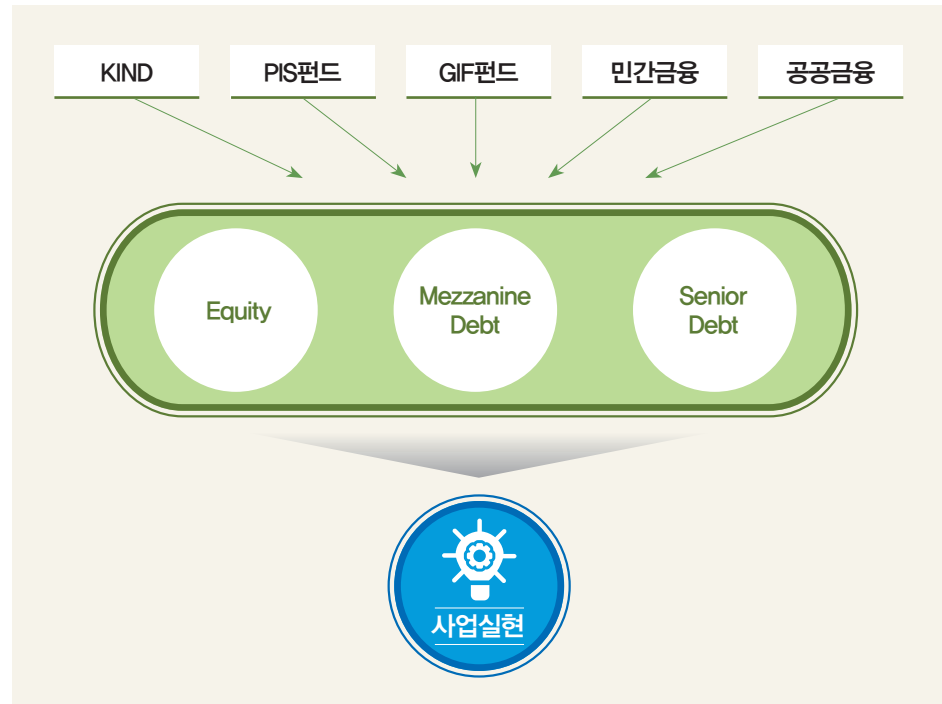 KIND
PIS펀드
GIF펀드
민간금융
공공금융
Equity
Mezzanine
Debt
Senior
Debt
사업실현